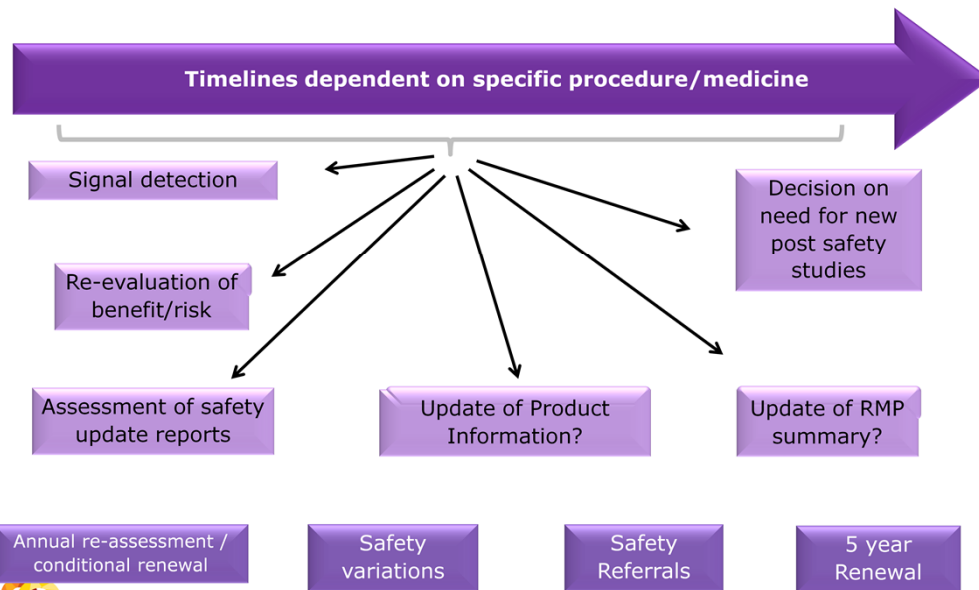 Timelines dependent on specific procedure/medicine
Signal detection
Decision on
need for new
post safety
studies
Re-evaluation of
benefit/risk
Assessment of safety
update reports
Update of Product
Information?
Update of RMP
summary?
Annual re-assessment /
conditional renewal
Safety
variations
Safety
Referrals
5 year
Renewal